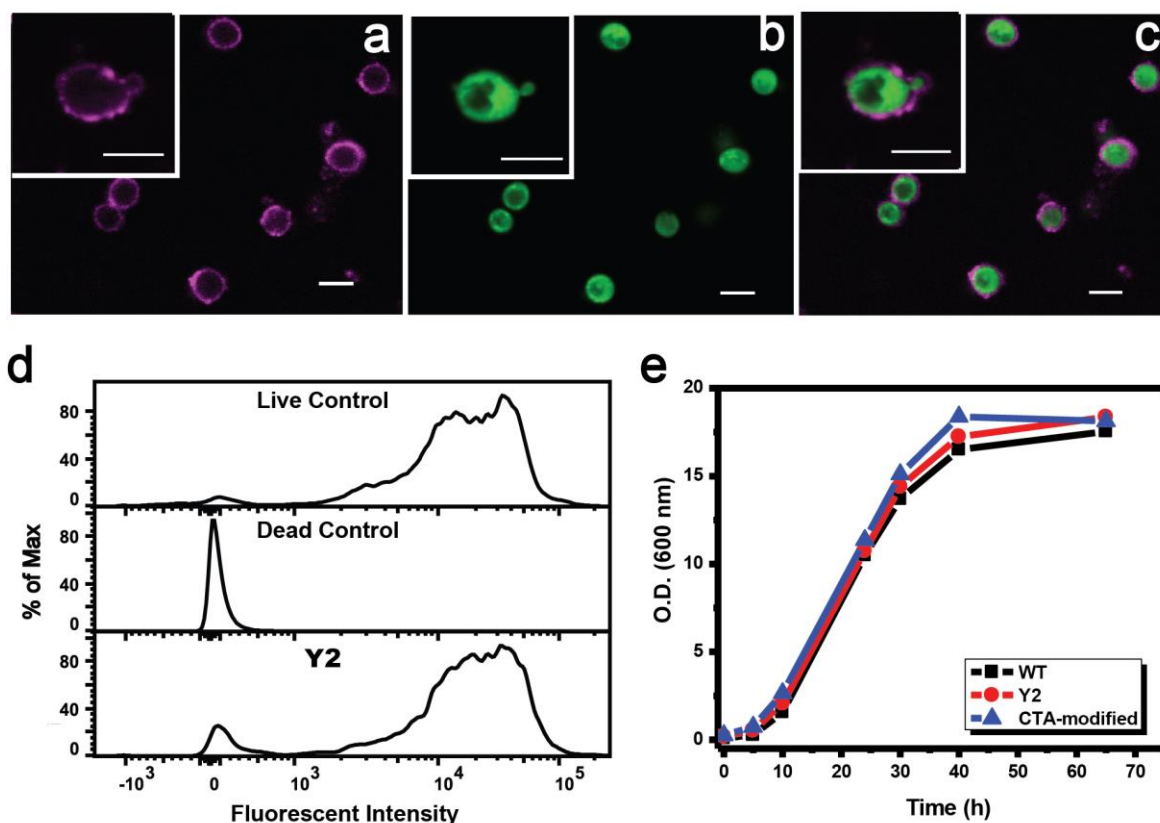 a
b
c
d
Live Control
80
40
0
Dead Control
80
40
0
Y2
80
40
0
% of Max
-10³ 0 10³ 10⁴ 10⁵
Fluorescent Intensity
e
20
15
10
5
0
O.D. (600 nm)
WT
Y2
CTA-modified
0 10 20 30 40 50 60 70
Time (h)